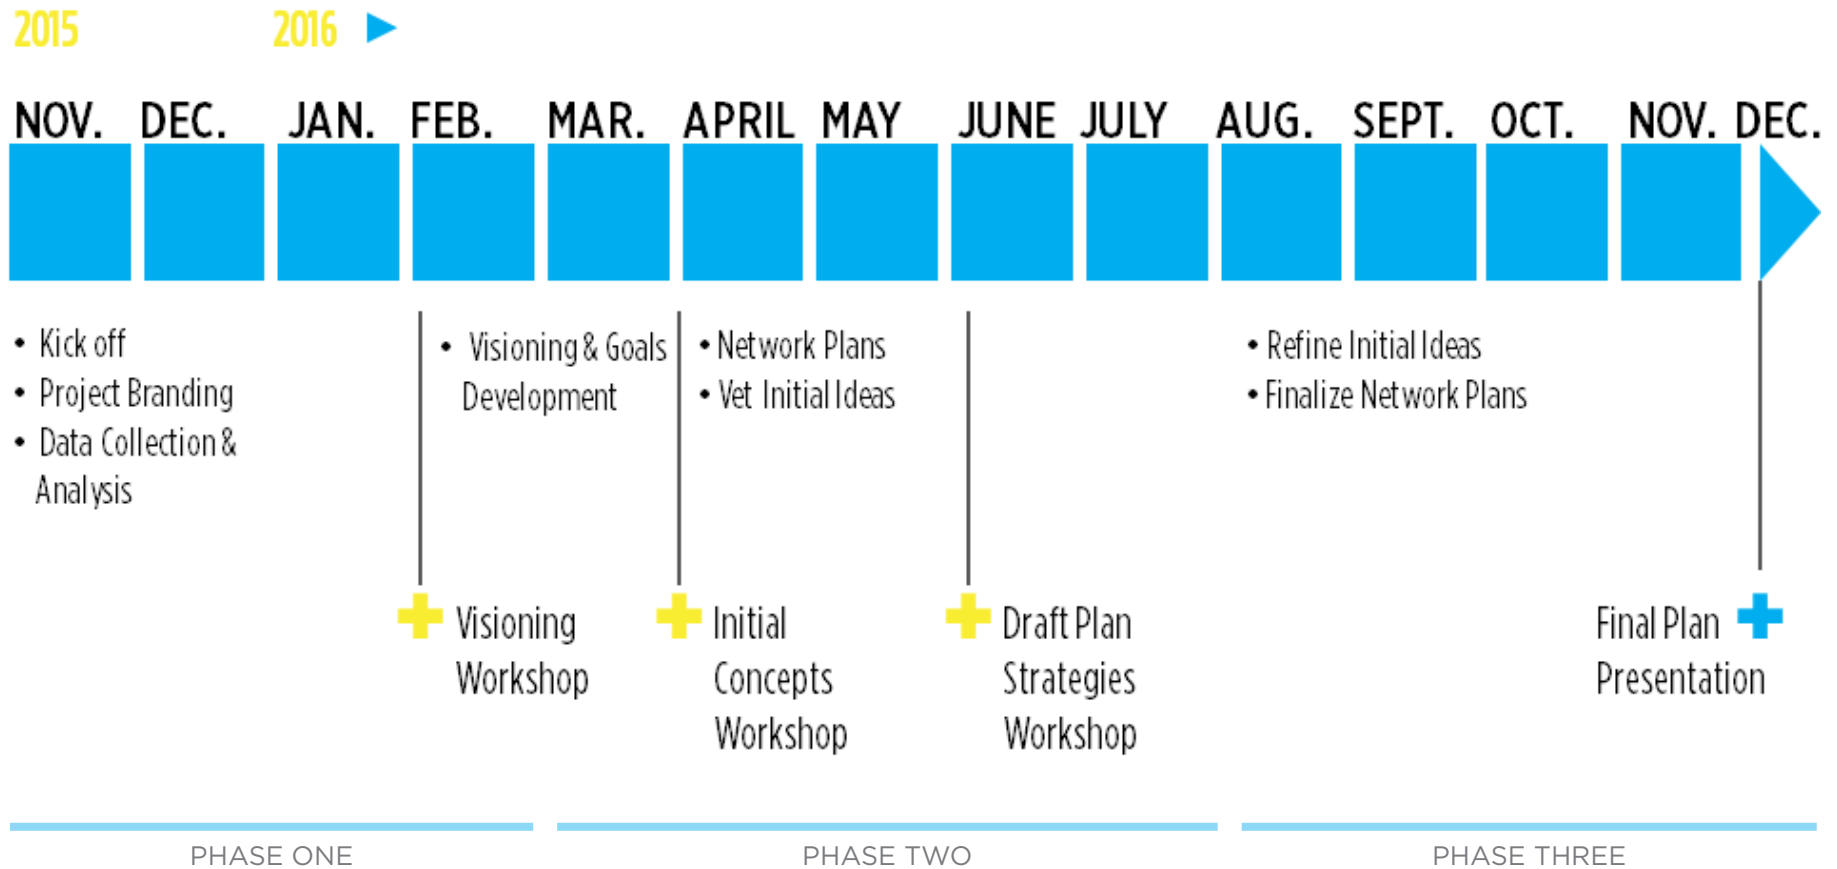 2015 2016
NOV. DEC. JAN. FEB. MAR. APRIL MAY JUNE JULY AUG. SEPT. OCT. NOV. DEC.
• Kick off
• Project Branding
• Data Collection &
Analysis
• Visioning & Goals
Development
• Network Plans
• Vet Initial Ideas
• Refine Initial Ideas
• Finalize Network Plans
Visioning
Workshop
Initial
Concepts
Workshop
Draft Plan
Strategies
Workshop
Final Plan
Presentation
PHASE ONE
PHASE TWO
PHASE THREE